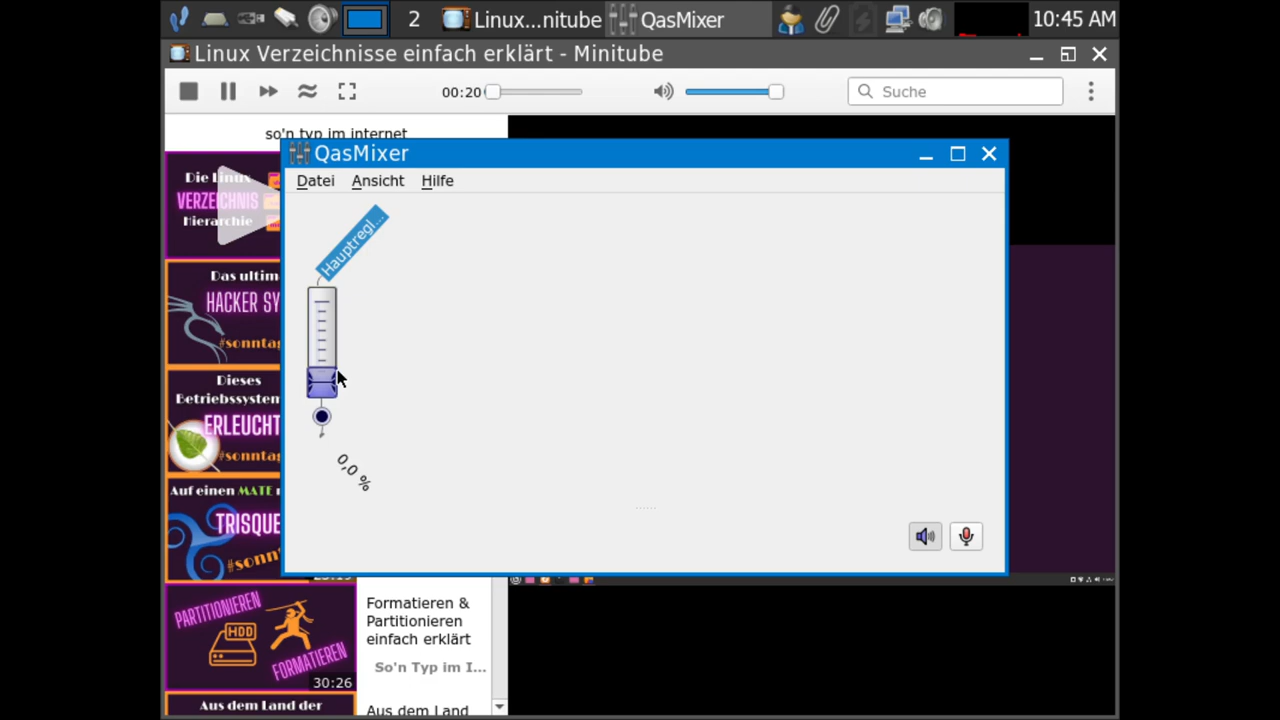 2
Linux...nitube
QasMixer
10:45 AM
Linux Verzeichnisse einfach erklärt - Minitube
00:20
Suche
so'n typ im internet
QasMixer
Datei Ansicht Hilfe
Hauptregl...
0,0 %
Die Linux
VERZEICHNIS
Hierarchie
Das ultim
HACKER SY
#sonnta
Dieses
Betriebssystem
ERLEUCHT
#sonnta
Auf einen MATE
TRISQUE
#sonn
PARTITIONIEREN
HDD
FORMATIEREN
30:26
Formatieren &
Partitionieren
einfach erklärt
So'n Typ im I...
Aus dem Land der
Aus dem Land